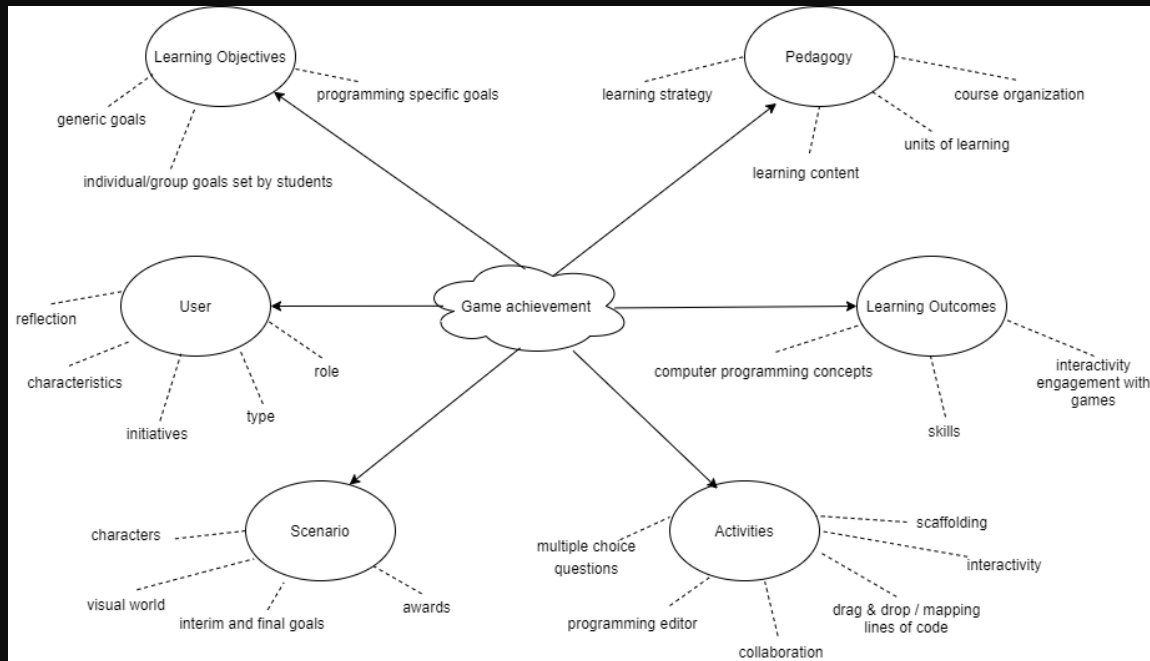 Learning Objectives
programming specific goals
generic goals
individual/group goals set by students
Pedagogy
learning strategy
course organization
units of learning
learning content
User
reflection
characteristics
initiatives
type
role
Game achievement
Learning Outcomes
computer programming concepts
skills
interactivity
engagement with
games
Scenario
characters
visual world
interim and final goals
awards
Activities
multiple choice
questions
programming editor
collaboration
drag & drop / mapping
lines of code
interactivity
scaffolding